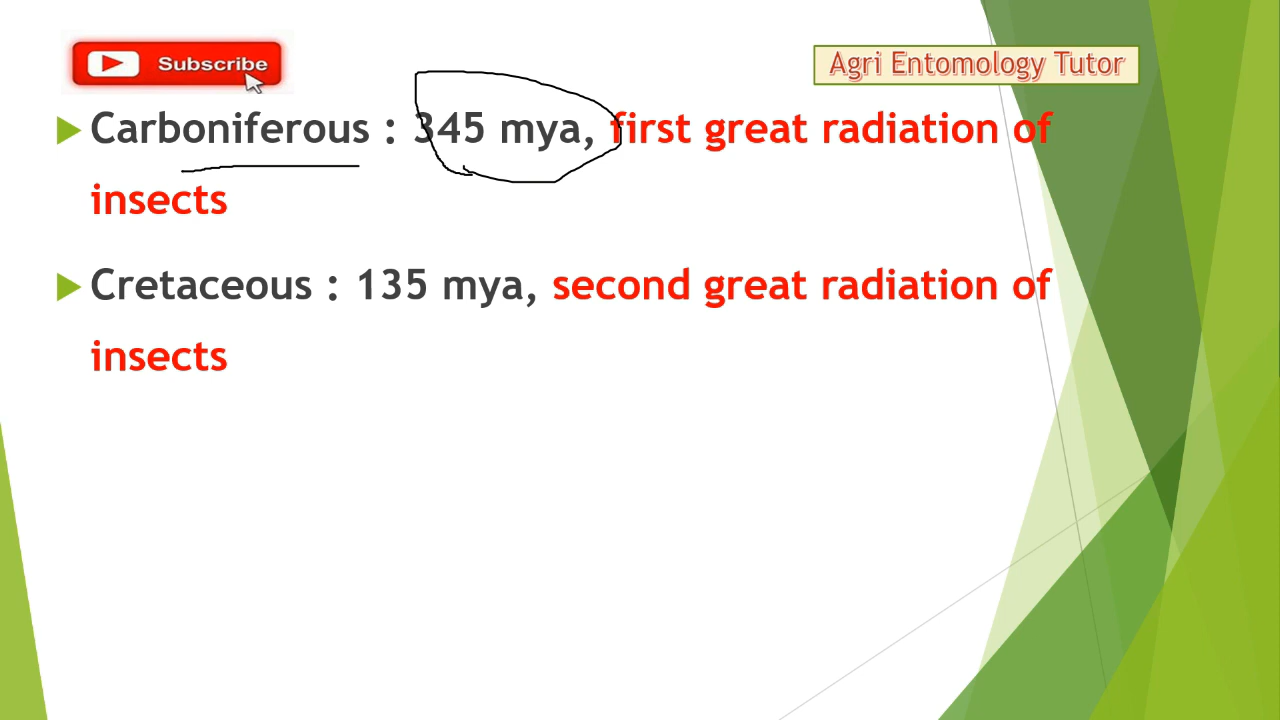 Subscribe
Agri Entomology Tutor
Carboniferous : 345 mya, first great radiation of
insects
Cretaceous : 135 mya, second great radiation of
insects